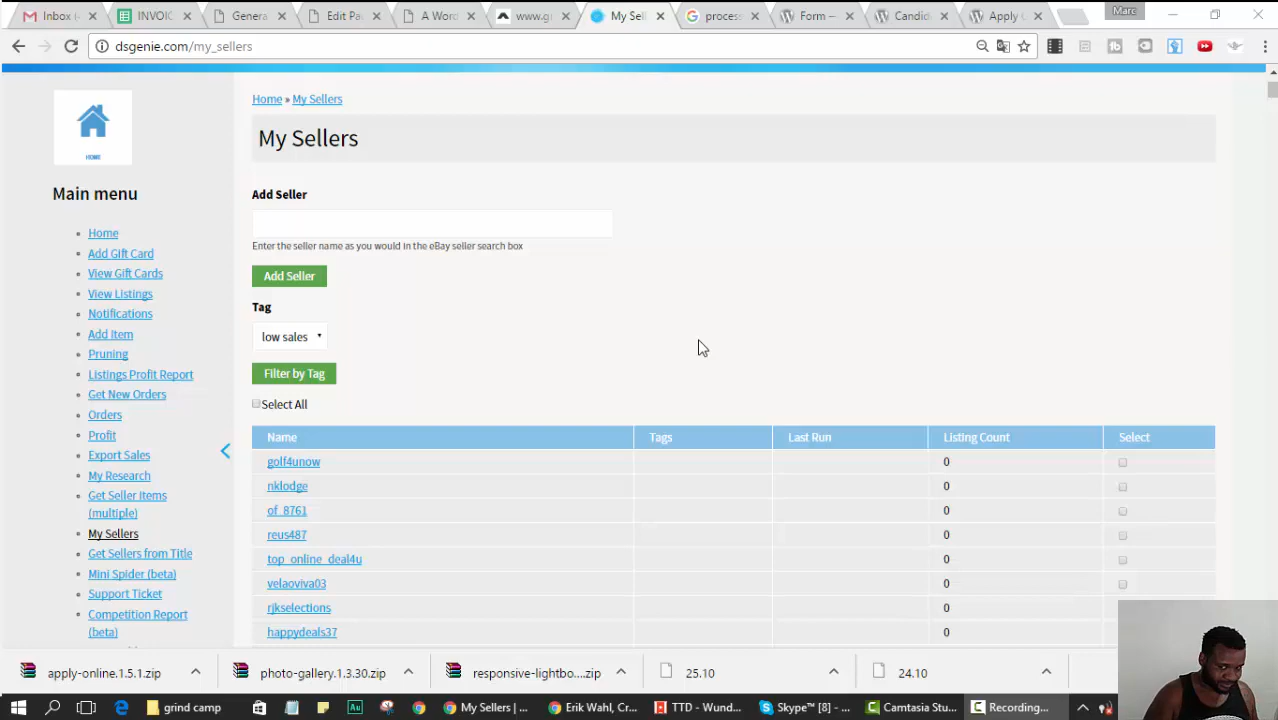 Inbox (
INVOIC
Genera
Edit Pa
A Word
www.g
My Sell
process
Form –
Candid
Apply
Marc
dsgenie.com/my_sellers
HOME
Main menu
Home
Add Gift Card
View Gift Cards
View Listings
Notifications
Add Item
Pruning
Listings Profit Report
Get New Orders
Orders
Profit
Export Sales
My Research
Get Seller Items
(multiple)
My Sellers
Get Sellers from Title
Mini Spider (beta)
Support Ticket
Competition Report
(beta)
Home » My Sellers
My Sellers
Add Seller
Enter the seller name as you would in the eBay seller search box
Add Seller
Tag
low sales
Filter by Tag
Select All
Name Tags Last Run Listing Count Select
golf4unow 0
nklodge 0
of_8761 0
reus487 0
top_online_deal4u 0
velaoviva03 0
rjkselections 0
happydeals37 0
apply-online.1.5.1.zip
photo-gallery.1.3.30.zip
responsive-lightbo....zip
25.10
24.10
grind camp
Au
My Sellers | ...
Erik Wahl, Cr...
TTD - Wund...
Skype™ [8] - ...
Camtasia Stu...
Recording...